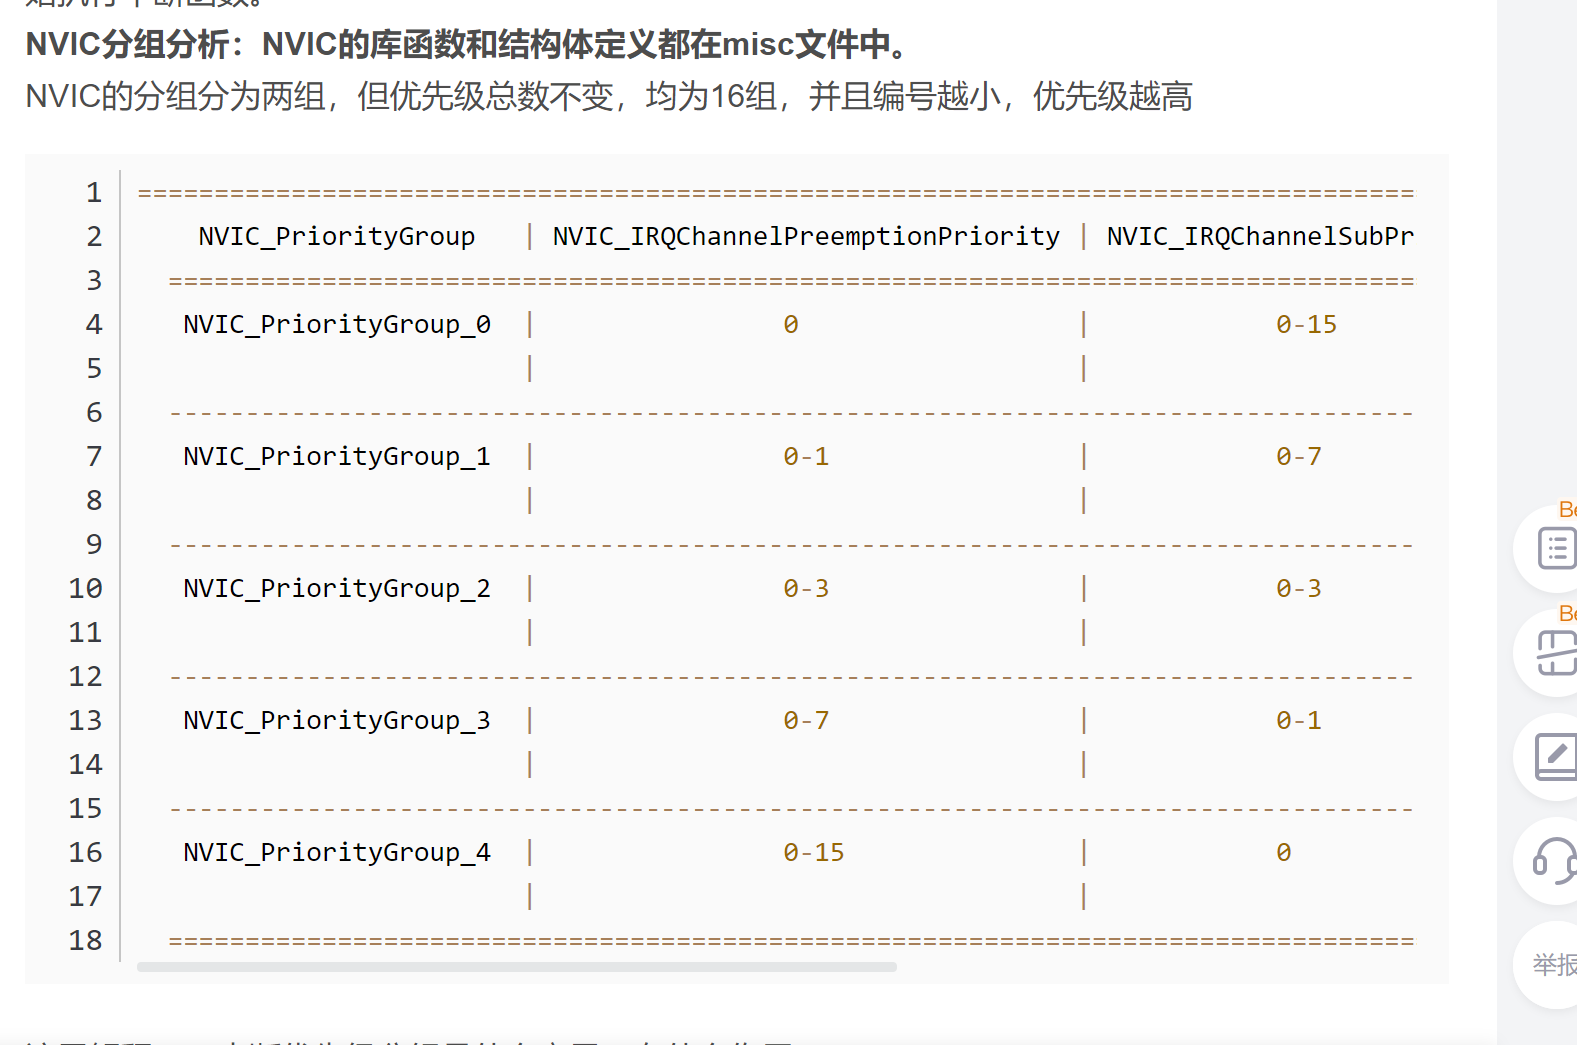 NVIC分组分析：NVIC的库函数和结构体定义都在misc文件中。
NVIC的分组分为两组，但优先级总数不变，均为16组，并且编号越小，优先级越高
1 ===================================================================================
2 NVIC_PriorityGroup | NVIC_IRQChannelPreemptionPriority | NVIC_IRQChannelSubPr
3 =================================================================================
4 NVIC_PriorityGroup_0 | 0 | 0-15
5 | |
6 ---------------------------------------------------------------------------------
7 NVIC_PriorityGroup_1 | 0-1 | 0-7
8 | |
9 ---------------------------------------------------------------------------------
10 NVIC_PriorityGroup_2 | 0-3 | 0-3
11 | |
12 ---------------------------------------------------------------------------------
13 NVIC_PriorityGroup_3 | 0-7 | 0-1
14 | |
15 ---------------------------------------------------------------------------------
16 NVIC_PriorityGroup_4 | 0-15 | 0
17 | |
18 =================================================================================
Be
Be
举报